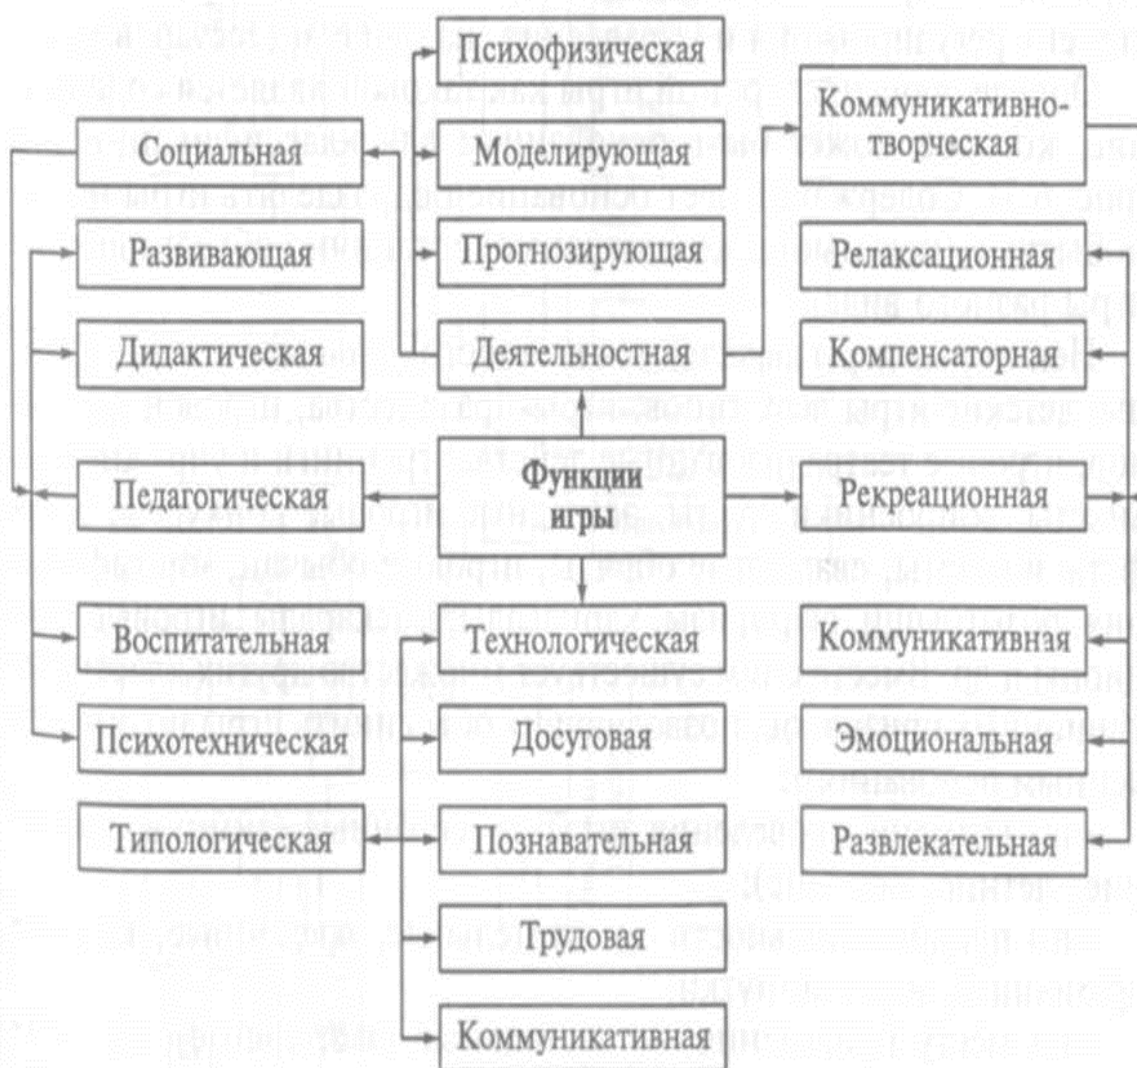 Психофизическая
Коммуникативно-
творческая
Социальная
Моделирующая
Развивающая
Прогнозирующая
Релаксационная
Дидактическая
Деятельностная
Компенсаторная
Педагогическая
Функции
игры
Рекреационная
Воспитательная
Технологическая
Коммуникативная
Психотехническая
Досуговая
Эмоциональная
Типологическая
Познавательная
Развлекательная
Трудовая
Коммуникативная